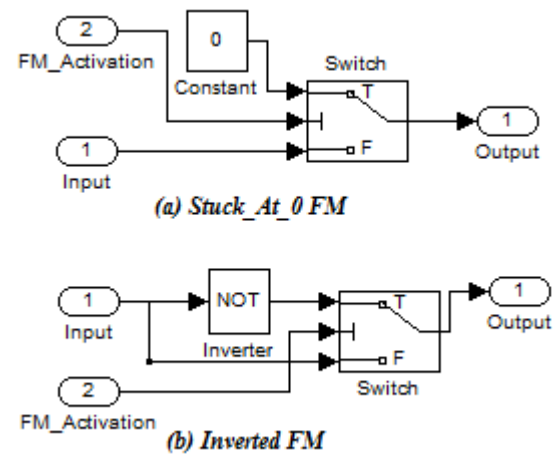 2
FM_Activation
0
Constant
Switch
T
F
1
Input
1
Output
(a) Stuck_At_0 FM
1
Input
NOT
Inverter
T
F
Switch
1
Output
2
FM_Activation
(b) Inverted FM